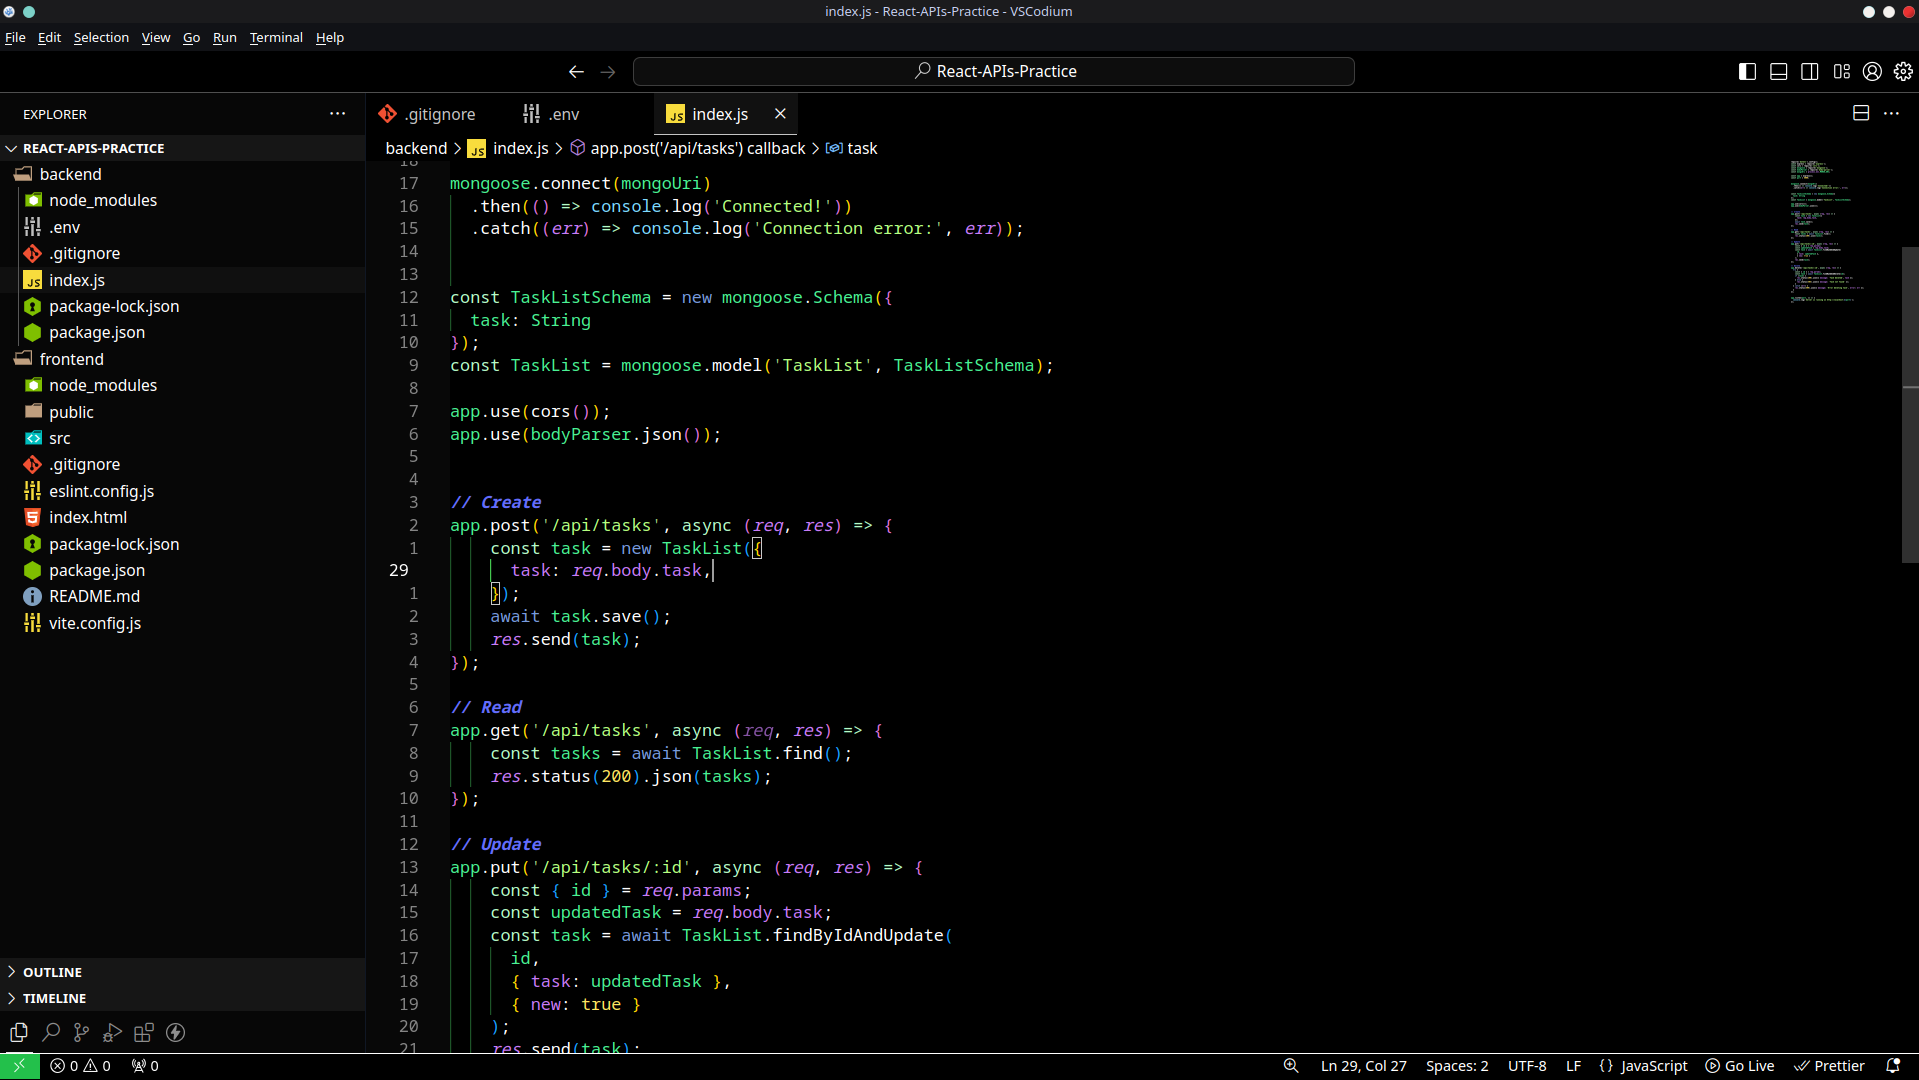 index.js - React-APIs-Practice - VSCodium
File Edit Selection View Go Run Terminal Help
React-APIs-Practice
EXPLORER
REACT-APIS-PRACTICE
backend
node_modules
.env
.gitignore
index.js
package-lock.json
package.json
frontend
node_modules
public
src
.gitignore
eslint.config.js
index.html
package-lock.json
package.json
README.md
vite.config.js
OUTLINE
TIMELINE
.gitignore .env JS index.js
backend > JS index.js > app.post('/api/tasks') callback > task
18
17 mongoose.connect(mongoUri)
16   .then(() => console.log('Connected!'))
15   .catch((err) => console.log('Connection error:', err));
14
13
12 const TaskListSchema = new mongoose.Schema({
11   task: String
10 });
9 const TaskList = mongoose.model('TaskList', TaskListSchema);
8
7 app.use(cors());
6 app.use(bodyParser.json());
5
4
3 // Create
2 app.post('/api/tasks', async (req, res) => {
1     const task = new TaskList({
29       task: req.body.task,
1     });
2     await task.save();
3     res.send(task);
4 });
5
6 // Read
7 app.get('/api/tasks', async (req, res) => {
8     const tasks = await TaskList.find();
9     res.status(200).json(tasks);
10 });
11
12 // Update
13 app.put('/api/tasks/:id', async (req, res) => {
14     const { id } = req.params;
15     const updatedTask = req.body.task;
16     const task = await TaskList.findByIdAndUpdate(
17       id,
18       { task: updatedTask },
19       { new: true }
20     );
21     res.send(task);
0 0 0 Ln 29, Col 27 Spaces: 2 UTF-8 LF {} JavaScript Go Live Prettier